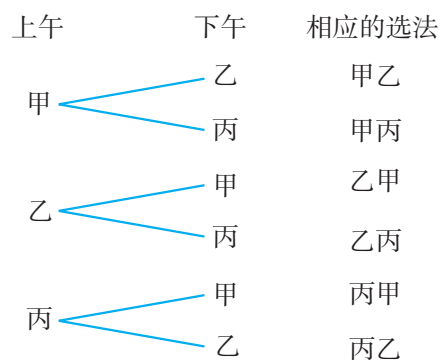 上午 下午 相应的选法
甲 乙 甲乙
丙 甲丙
乙 甲 乙甲
丙 乙丙
丙 甲 丙甲
乙 丙乙